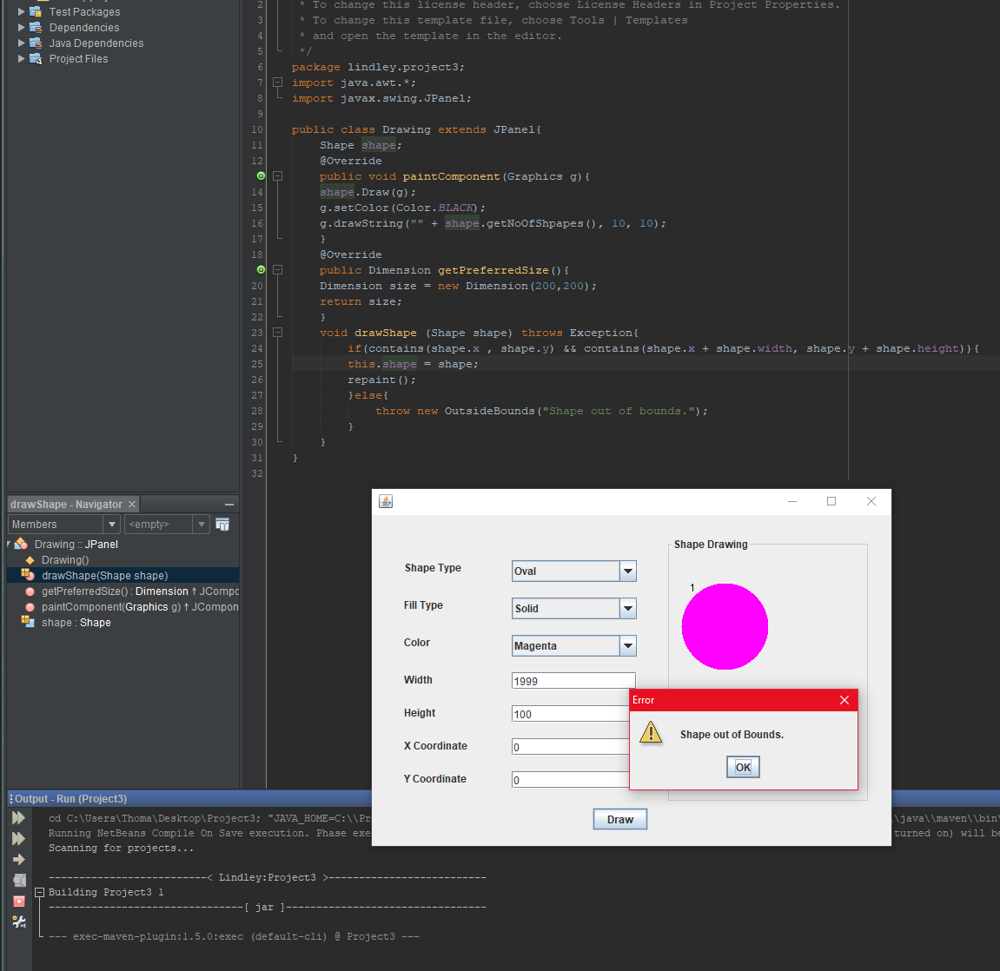 Test Packages
Dependencies
Java Dependencies
Project Files
2 * To change this license header, choose License Headers in Project Properties.
3 * To change this template file, choose Tools | Templates
4 * and open the template in the editor.
5 */
6 package lindley.project3;
7 import java.awt.*;
8 import javax.swing.JPanel;
9
10 public class Drawing extends JPanel{
11 Shape shape;
12 @Override
public void paintComponent(Graphics g){
14 shape.Draw(g);
15 g.setColor(Color.BLACK);
16 g.drawString("" + shape.getNoOfShpapes(), 10, 10);
17 }
18 @Override
public Dimension getPreferredSize(){
20 Dimension size = new Dimension(200,200);
21 return size;
22 }
23 void drawShape (Shape shape) throws Exception{
24 if(contains(shape.x , shape.y) && contains(shape.x + shape.width, shape.y + shape.height)){
25 this.shape = shape;
26 repaint();
27 }else{
28 throw new OutsideBounds("Shape out of bounds.");
29 }
30 }
31 }
32
drawShape - Navigator
Members
<empty>
Drawing :: JPanel
Drawing()
drawShape(Shape shape)
getPreferredSize() : Dimension ↑ JCompo
paintComponent(Graphics g) ↑ JCompon
shape : Shape
Shape Type
Oval
Fill Type
Solid
Color
Magenta
Width
1999
Height
100
X Coordinate
0
Y Coordinate
0
Draw
Shape Drawing
1
Error
Shape out of Bounds.
OK
Output - Run (Project3)
cd C:\Users\Thoma\Desktop\Project3; "JAVA_HOME=C:\\Pr \\java\\maven\\bin\
Running NetBeans Compile On Save execution. Phase exe turned on) will be
Scanning for projects...
--------------------------< Lindley:Project3 >--------------------------
Building Project3 1
--------------------------------[ jar ]---------------------------------
--- exec-maven-plugin:1.5.0:exec (default-cli) @ Project3 ---